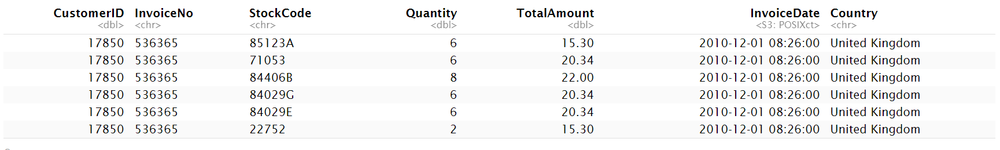 CustomerID InvoiceNo StockCode Quantity TotalAmount InvoiceDate Country
<dbl> <chr> <chr> <dbl> <dbl> <S3: POSIXct> <chr>
17850 536365 85123A 6 15.30 2010-12-01 08:26:00 United Kingdom
17850 536365 71053 6 20.34 2010-12-01 08:26:00 United Kingdom
17850 536365 84406B 8 22.00 2010-12-01 08:26:00 United Kingdom
17850 536365 84029G 6 20.34 2010-12-01 08:26:00 United Kingdom
17850 536365 84029E 6 20.34 2010-12-01 08:26:00 United Kingdom
17850 536365 22752 2 15.30 2010-12-01 08:26:00 United Kingdom